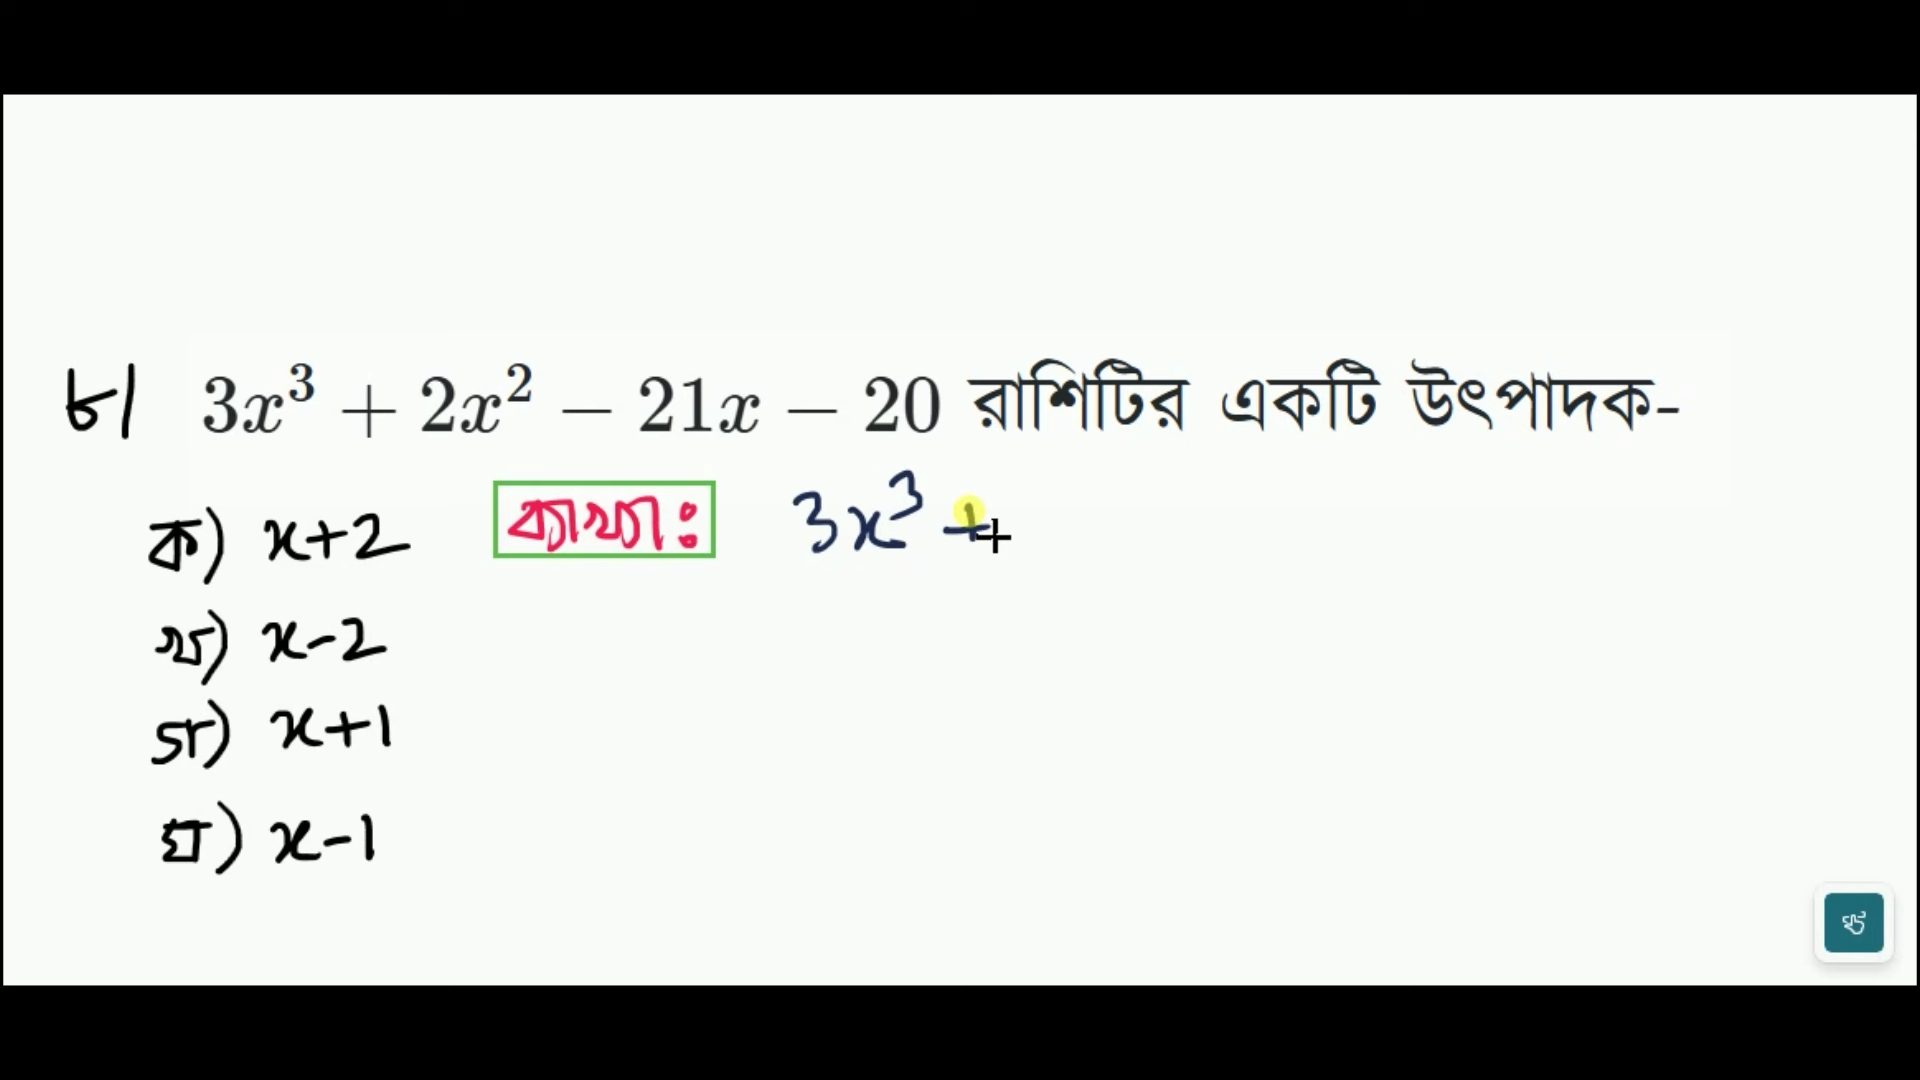 ৮। 3x³ + 2x² − 21x − 20 রাশিটির একটি উৎপাদক-
ক) x+2
ব্যাখ্যাঃ 3x³ +
খ) x-2
গ) x+1
ঘ) x-1